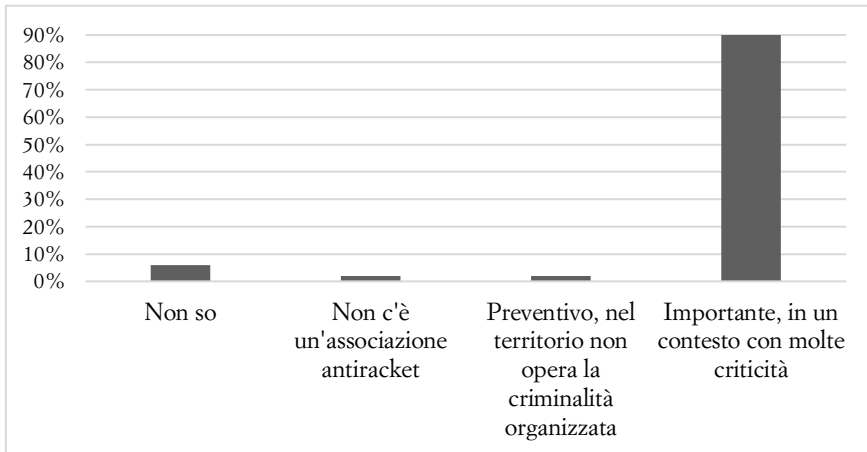 90%
80%
70%
60%
50%
40%
30%
20%
10%
0%
Non so
Non c'è
un'associazione
antiracket
Preventivo, nel
territorio non
opera la
criminalità
organizzata
Importante, in un
contesto con molte
criticità